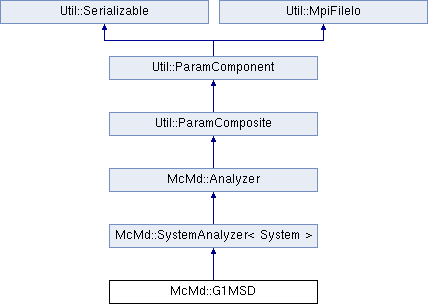 Util::Serializable
Util::MpiFileIo
Util::ParamComponent
Util::ParamComposite
McMd::Analyzer
McMd::SystemAnalyzer< System >
McMd::G1MSD